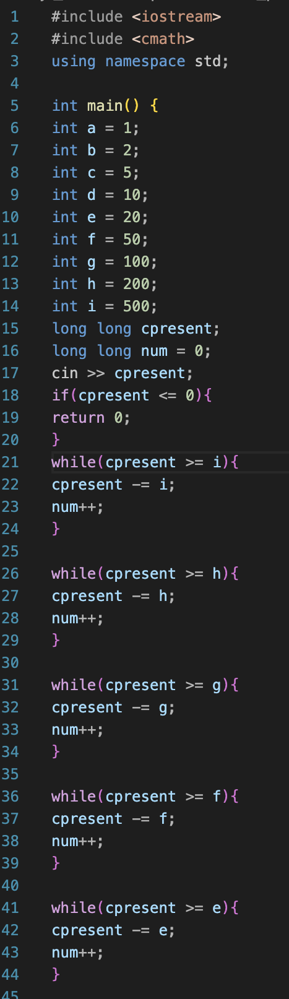 1 #include <iostream>
2 #include <cmath>
3 using namespace std;
4
5 int main() {
6 int a = 1;
7 int b = 2;
8 int c = 5;
9 int d = 10;
10 int e = 20;
11 int f = 50;
12 int g = 100;
13 int h = 200;
14 int i = 500;
15 long long cpresent;
16 long long num = 0;
17 cin >> cpresent;
18 if(cpresent <= 0){
19 return 0;
20 }
21 while(cpresent >= i){
22 cpresent -= i;
23 num++;
24 }
25
26 while(cpresent >= h){
27 cpresent -= h;
28 num++;
29 }
30
31 while(cpresent >= g){
32 cpresent -= g;
33 num++;
34 }
35
36 while(cpresent >= f){
37 cpresent -= f;
38 num++;
39 }
40
41 while(cpresent >= e){
42 cpresent -= e;
43 num++;
44 }
45